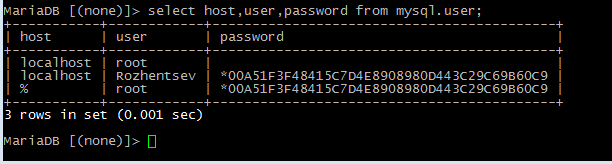 MariaDB [(none)]> select host,user,password from mysql.user;
+-----------+------------+-------------------------------------------+
| host      | user       | password                                  |
+-----------+------------+-------------------------------------------+
| localhost | root       |                                           |
| localhost | Rozhentsev | *00A51F3F48415C7D4E8908980D443C29C69B60C9 |
| %         | root       | *00A51F3F48415C7D4E8908980D443C29C69B60C9 |
+-----------+------------+-------------------------------------------+
3 rows in set (0.001 sec)
MariaDB [(none)]>